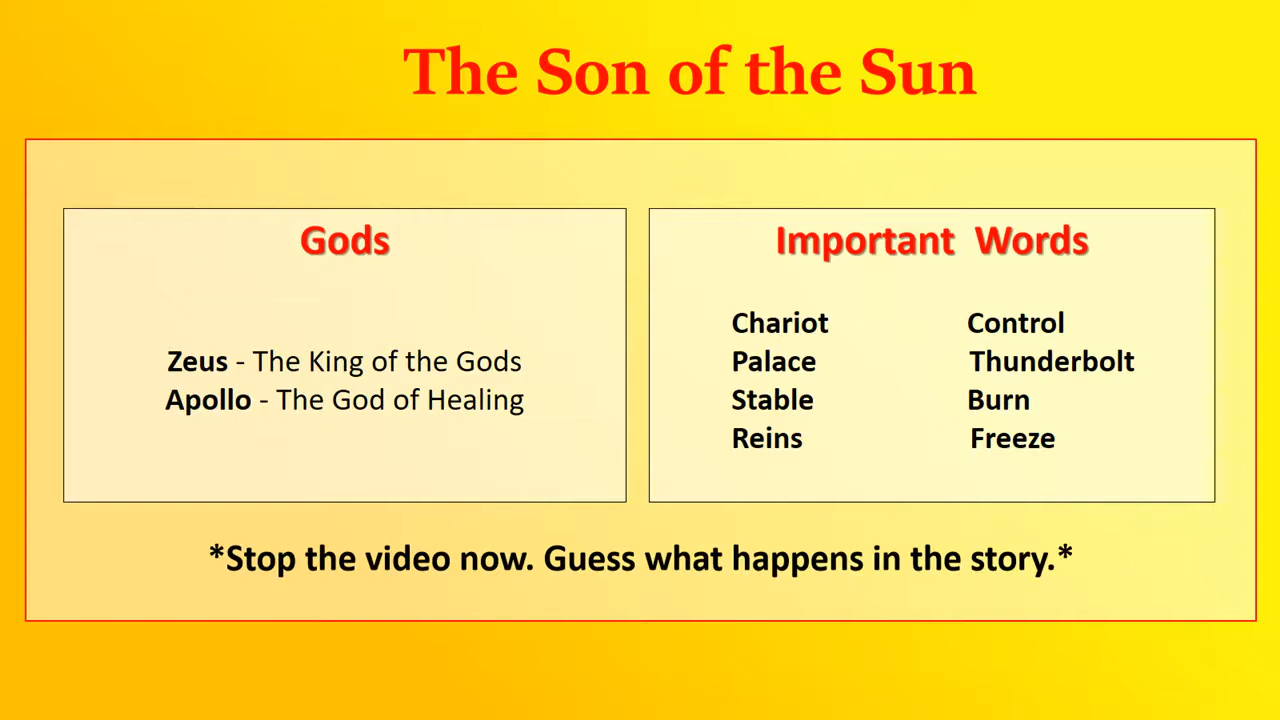 The Son of the Sun
Gods
Zeus - The King of the Gods
Apollo - The God of Healing
Important Words
Chariot Control
Palace Thunderbolt
Stable Burn
Reins Freeze
*Stop the video now. Guess what happens in the story.*